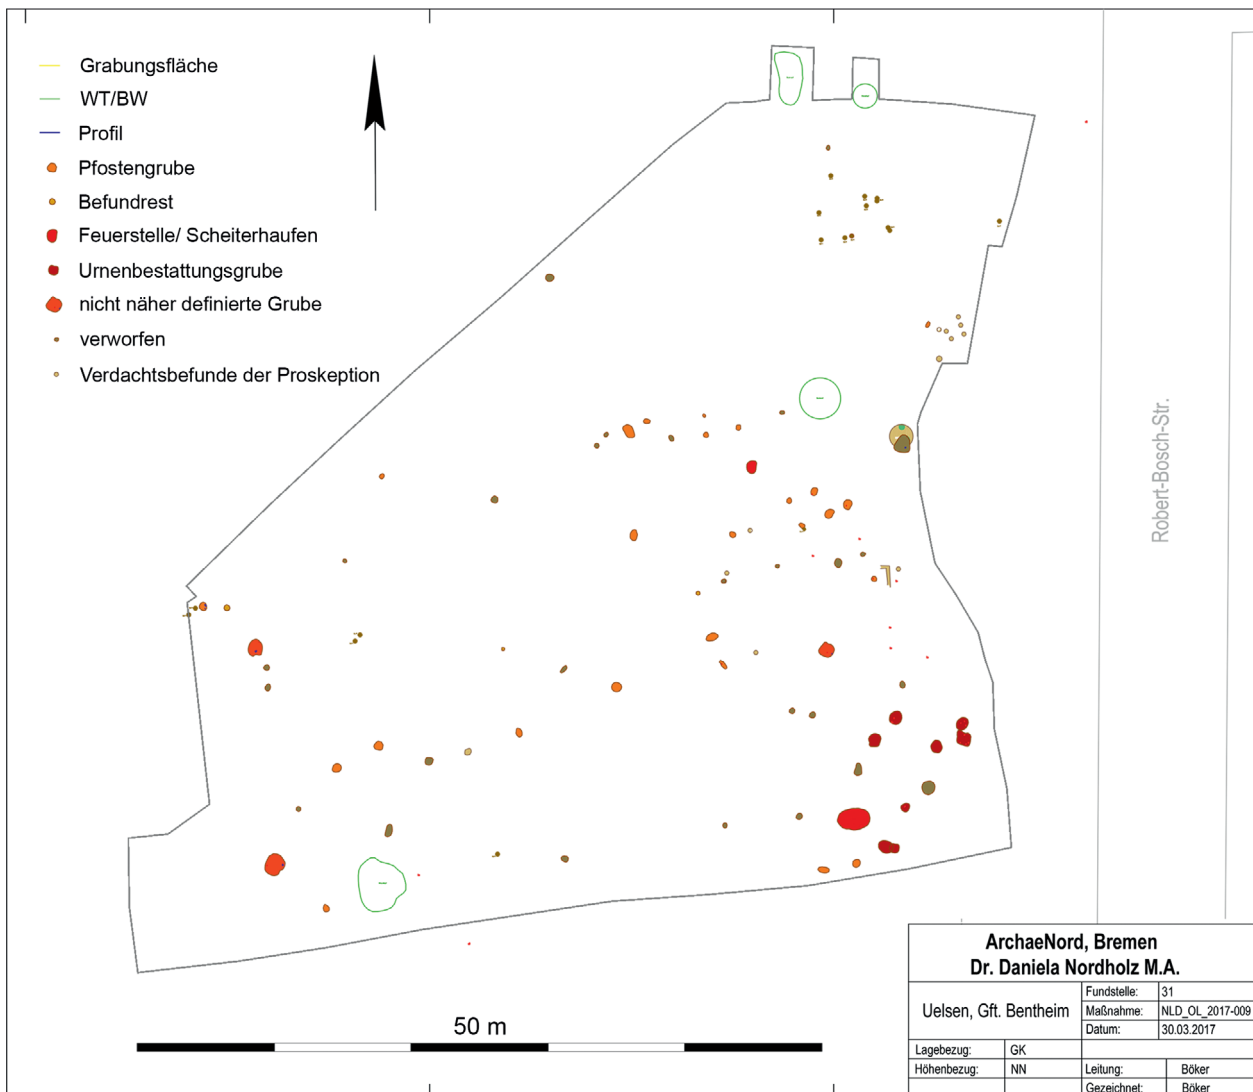 Grabungsfläche
WT/BW
Profil
Pfostengrube
Befundrest
Feuerstelle/ Scheiterhaufen
Urnenbestattungsgrube
nicht näher definierte Grube
verworfen
Verdachtsbefunde der Proskeption
Robert-Bosch-Str.
50 m
ArchaeNord, Bremen
Dr. Daniela Nordholz M.A.
Uelsen, Gft. Bentheim
Fundstelle: 31
Maßnahme: NLD_OL_2017-009
Datum: 30.03.2017
Lagebezug: GK
Höhenbezug: NN
Leitung: Böker
Gezeichnet: Böker